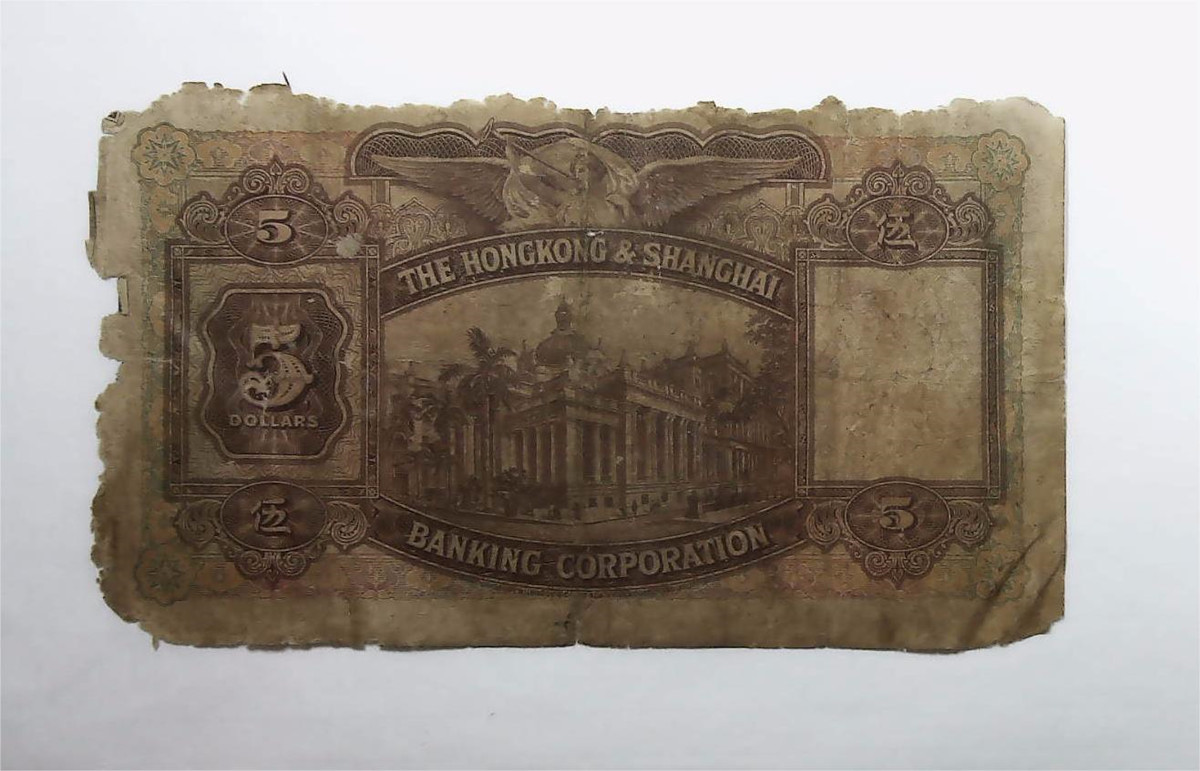 5
伍
THE HONGKONG & SHANGHAI
5
DOLLARS
伍
5
BANKING CORPORATION